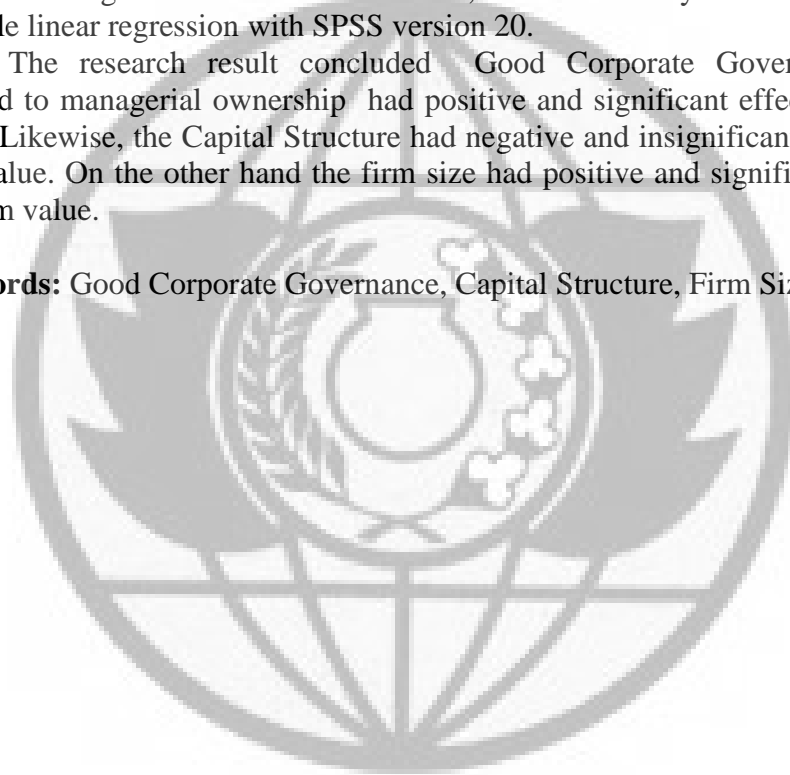 le linear regression with SPSS version 20.
The research result concluded Good Corporate Gover
d to managerial ownership had positive and significant effe
Likewise, the Capital Structure had negative and insignifican
alue. On the other hand the firm size had positive and signifi
m value.
ords: Good Corporate Governance, Capital Structure, Firm Siz